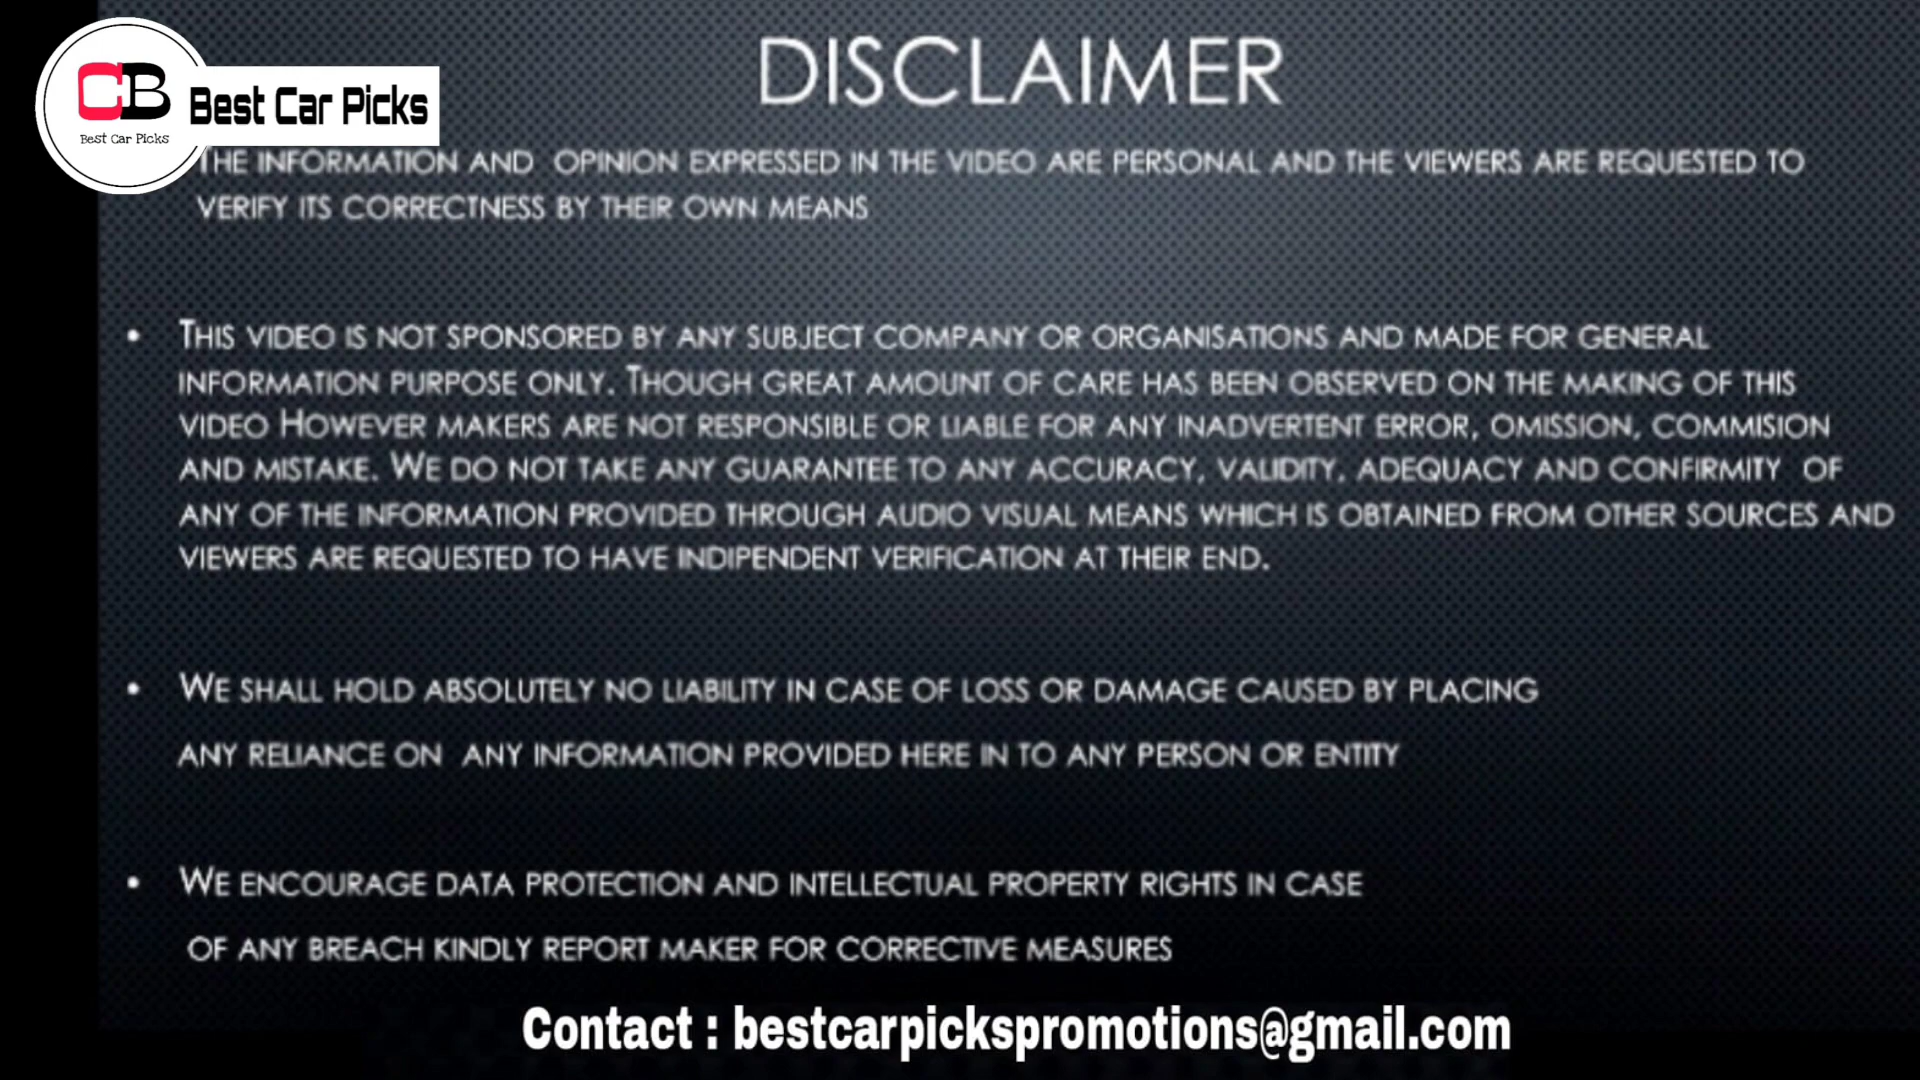 DISCLAIMER
CB
Best Car Picks
Best Car Picks
THE INFORMATION AND OPINION EXPRESSED IN THE VIDEO ARE PERSONAL AND THE VIEWERS ARE REQUESTED TO
VERIFY ITS CORRECTNESS BY THEIR OWN MEANS
• THIS VIDEO IS NOT SPONSORED BY ANY SUBJECT COMPANY OR ORGANISATIONS AND MADE FOR GENERAL
INFORMATION PURPOSE ONLY. THOUGH GREAT AMOUNT OF CARE HAS BEEN OBSERVED ON THE MAKING OF THIS
VIDEO HOWEVER MAKERS ARE NOT RESPONSIBLE OR LIABLE FOR ANY INADVERTENT ERROR, OMISSION, COMMISION
AND MISTAKE. WE DO NOT TAKE ANY GUARANTEE TO ANY ACCURACY, VALIDITY, ADEQUACY AND CONFIRMITY OF
ANY OF THE INFORMATION PROVIDED THROUGH AUDIO VISUAL MEANS WHICH IS OBTAINED FROM OTHER SOURCES AND
VIEWERS ARE REQUESTED TO HAVE INDIPENDENT VERIFICATION AT THEIR END.
• WE SHALL HOLD ABSOLUTELY NO LIABILITY IN CASE OF LOSS OR DAMAGE CAUSED BY PLACING
ANY RELIANCE ON ANY INFORMATION PROVIDED HERE IN TO ANY PERSON OR ENTITY
• WE ENCOURAGE DATA PROTECTION AND INTELLECTUAL PROPERTY RIGHTS IN CASE
OF ANY BREACH KINDLY REPORT MAKER FOR CORRECTIVE MEASURES
Contact : bestcarpickspromotions@gmail.com